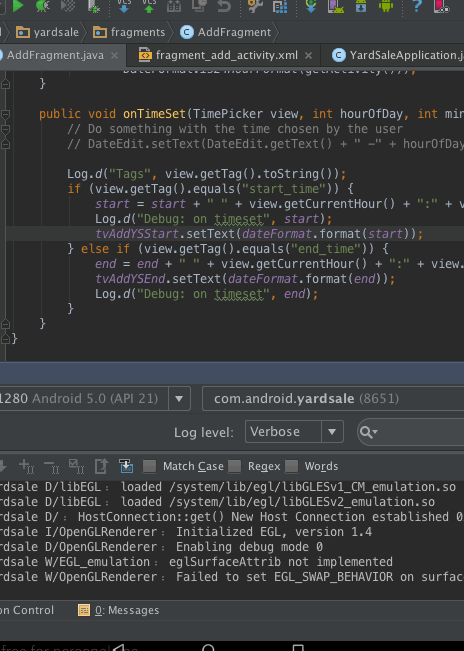 yardsale fragments AddFragment
AddFragment.java fragment_add_activity.xml YardSaleApplication.j
}
public void onTimeSet(TimePicker view, int hourOfDay, int min
// Do something with the time chosen by the user
// DateEdit.setText(DateEdit.getText() + " -" + hourOfDay
Log.d("Tags", view.getTag().toString());
if (view.getTag().equals("start_time")) {
start = start + " " + view.getCurrentHour() + ":" + v
Log.d("Debug: on timeset", start);
tvAddYSStart.setText(dateFormat.format(start));
} else if (view.getTag().equals("end_time")) {
end = end + " " + view.getCurrentHour() + ":" + view.
tvAddYSEnd.setText(dateFormat.format(end));
Log.d("Debug: on timeset", end);
}
}
}
1280 Android 5.0 (API 21) com.android.yardsale (8651)
Log level: Verbose
Match Case Regex Words
rdsale D/libEGL: loaded /system/lib/egl/libGLESv1_CM_emulation.so
rdsale D/libEGL: loaded /system/lib/egl/libGLESv2_emulation.so
rdsale D/: HostConnection::get() New Host Connection established 0
rdsale I/OpenGLRenderer: Initialized EGL, version 1.4
rdsale D/OpenGLRenderer: Enabling debug mode 0
rdsale W/EGL_emulation: eglSurfaceAttrib not implemented
rdsale W/OpenGLRenderer: Failed to set EGL_SWAP_BEHAVIOR on surfac
on Control 0: Messages